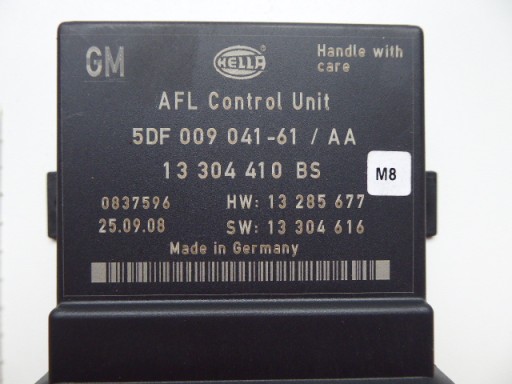 GM
HELLA
Handle with
care
AFL Control Unit
5DF 009 041-61 / AA
13 304 410 BS
M8
0837596 HW: 13 285 677
25.09.08 SW: 13 304 616
Made in Germany